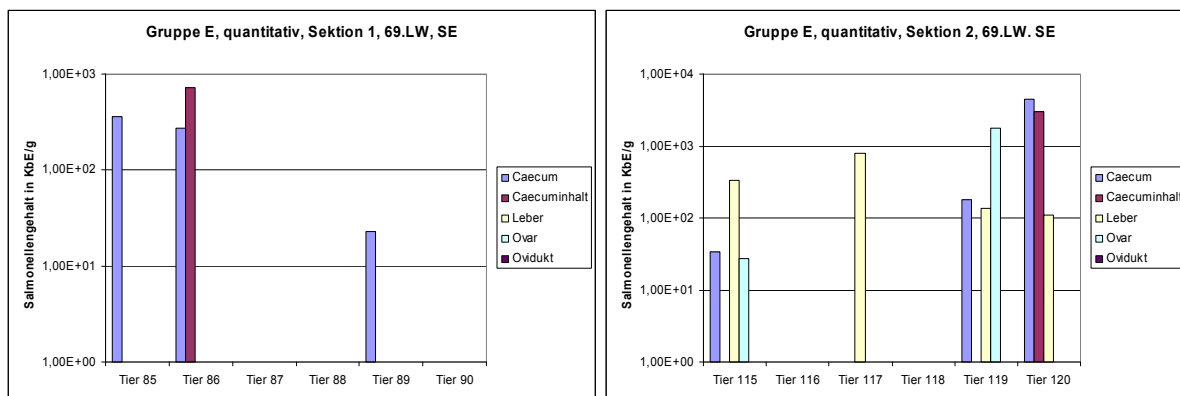 Gruppe E, quantitativ, Sektion 1, 69.LW, SE
Salmonellengehalt in KbE/g
1,00E+03
1,00E+02
1,00E+01
1,00E+00
Tier 85 Tier 86 Tier 87 Tier 88 Tier 89 Tier 90
Caecum
Caecuminhalt
Leber
Ovar
Ovidukt
Gruppe E, quantitativ, Sektion 2, 69.LW. SE
Salmonellengehalt in KbE/g
1,00E+04
1,00E+03
1,00E+02
1,00E+01
1,00E+00
Tier 115 Tier 116 Tier 117 Tier 118 Tier 119 Tier 120
Caecum
Caecuminhalt
Leber
Ovar
Ovidukt